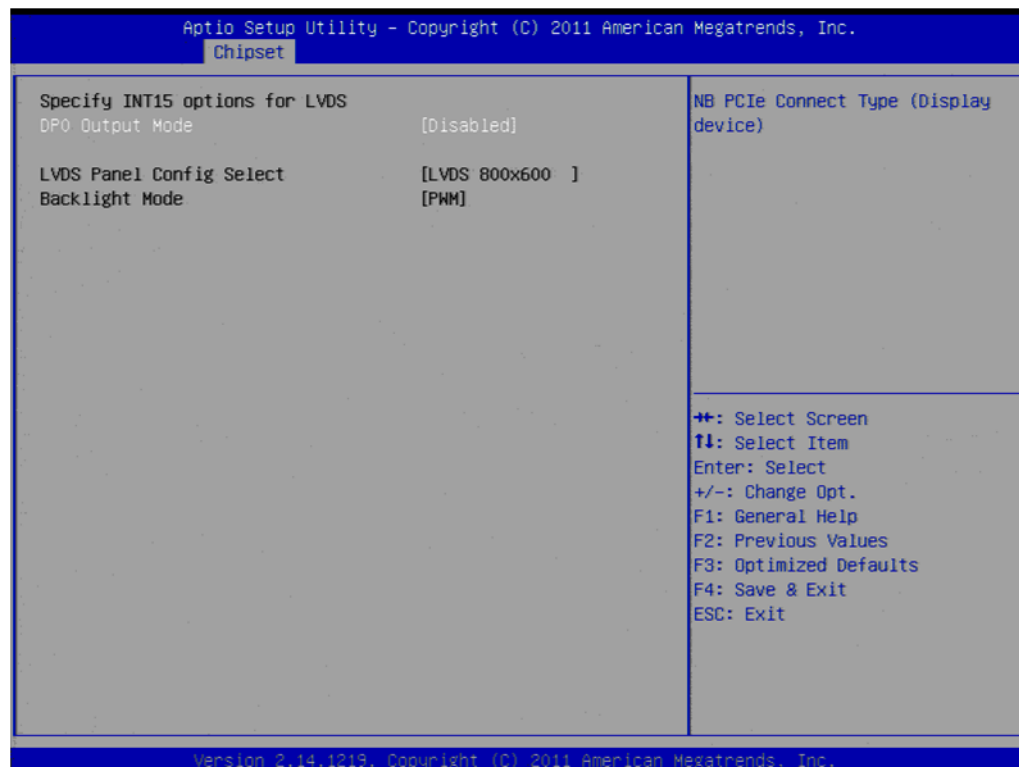 Aptio Setup Utility – Copyright (C) 2011 American Megatrends, Inc.
Chipset
Specify INT15 options for LVDS
DP0 Output Mode [Disabled]
LVDS Panel Config Select [LVDS 800x600 ]
Backlight Mode [PWM]
NB PCIe Connect Type (Display
device)
→←: Select Screen
↑↓: Select Item
Enter: Select
+/-: Change Opt.
F1: General Help
F2: Previous Values
F3: Optimized Defaults
F4: Save & Exit
ESC: Exit
Version 2.14.1219. Copyright (C) 2011 American Megatrends, Inc.